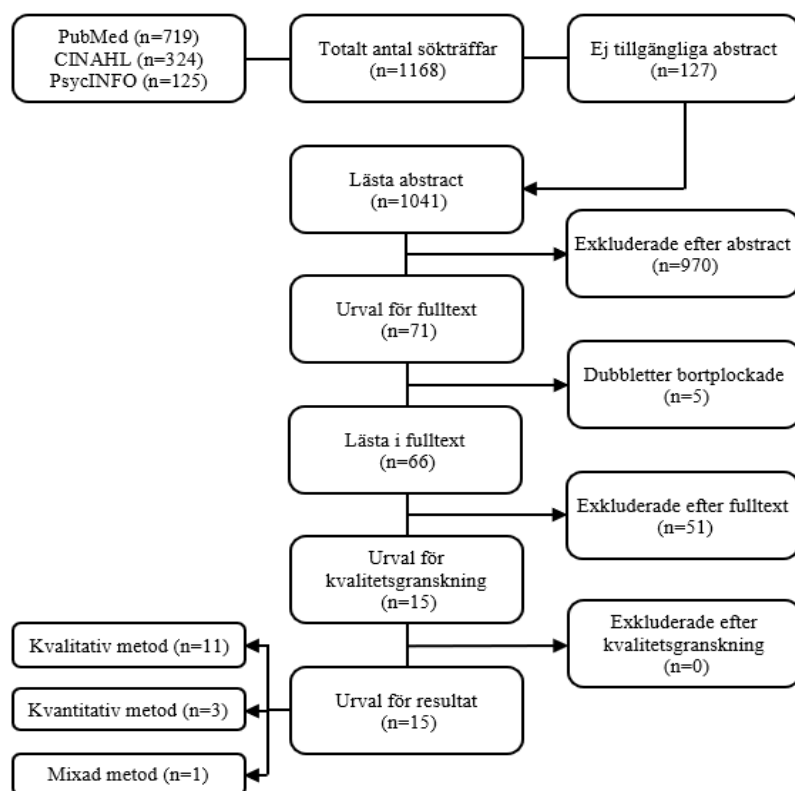 PubMed (n=719)
CINAHL (n=324)
PsycINFO (n=125)
Totalt antal sökträffar
(n=1168)
Ej tillgängliga abstract
(n=127)
Lästa abstract
(n=1041)
Exkluderade efter abstract
(n=970)
Urval för fulltext
(n=71)
Dubbletter bortplockade
(n=5)
Lästa i fulltext
(n=66)
Exkluderade efter fulltext
(n=51)
Urval för
kvalitetsgranskning
(n=15)
Exkluderade efter
kvalitetsgranskning
(n=0)
Urval för resultat
(n=15)
Kvalitativ metod (n=11)
Kvantitativ metod (n=3)
Mixad metod (n=1)